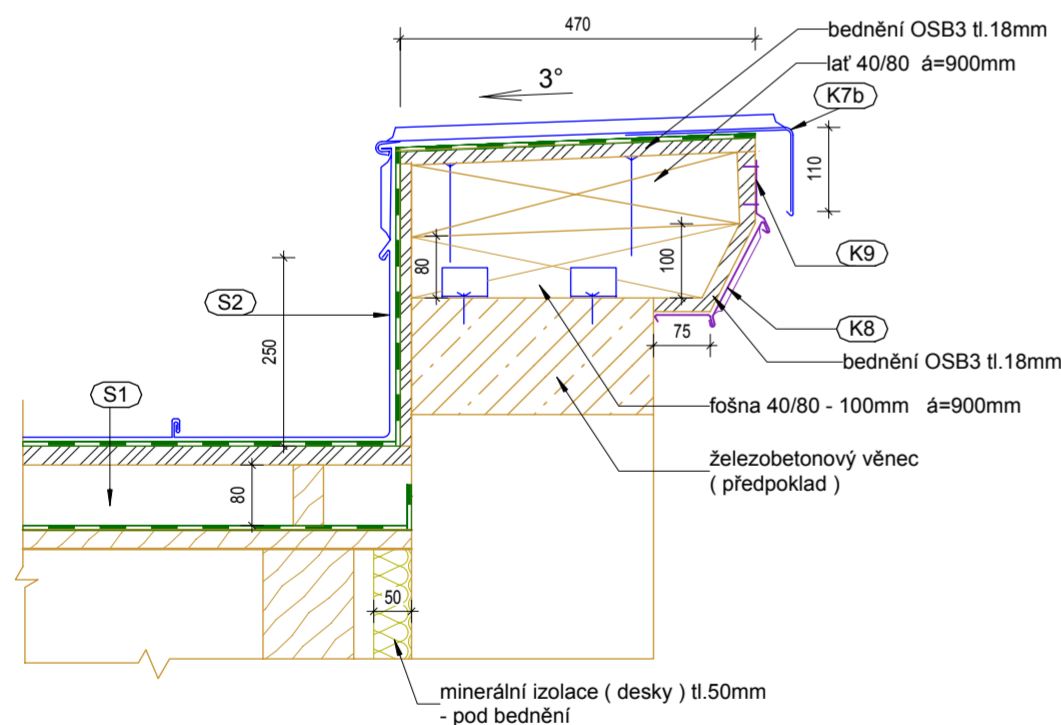 470
bednění OSB3 tl.18mm
lať 40/80 á=900mm
3°
K7b
110
80
100
K9
S2
250
75
K8
bednění OSB3 tl.18mm
S1
fošna 40/80 - 100mm á=900mm
80
železobetonový věnec
( předpoklad )
50
minerální izolace ( desky ) tl.50mm
- pod bednění